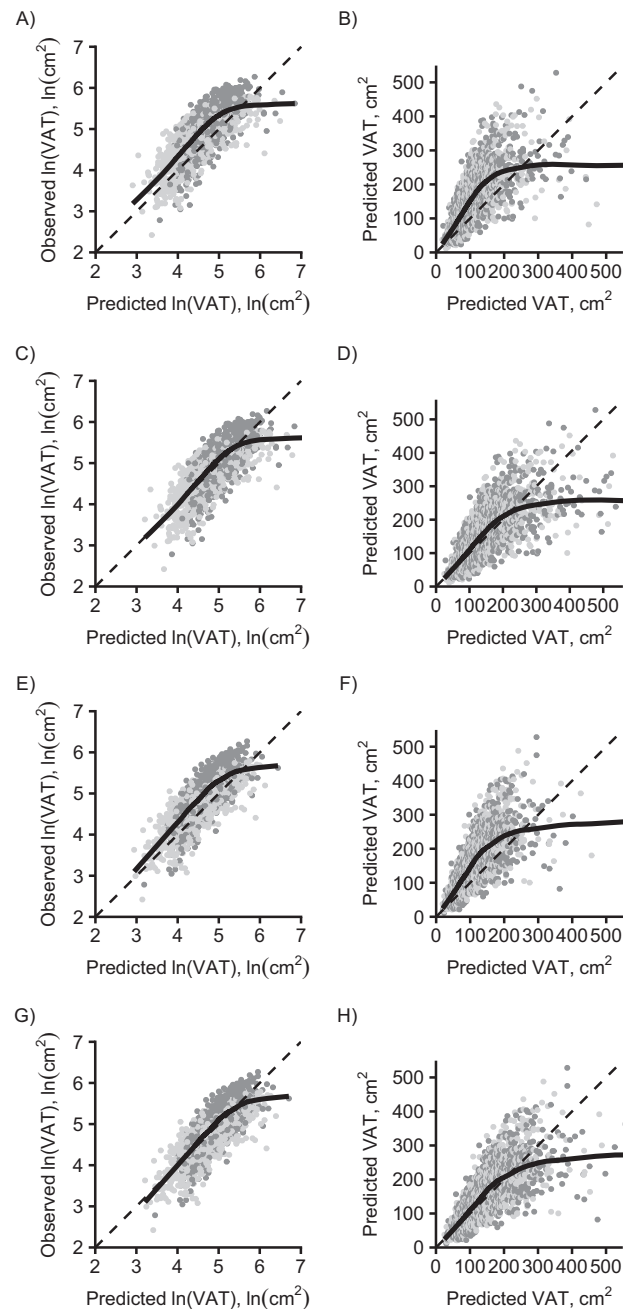 A)
7
6
5
4
3
2
2 3 4 5 6 7
Observed ln(VAT), ln(cm²)
Predicted ln(VAT), ln(cm²)
B)
500
400
300
200
100
0
0 100 200 300 400 500
Predicted VAT, cm²
Predicted VAT, cm²
C)
7
6
5
4
3
2
2 3 4 5 6 7
Observed ln(VAT), ln(cm²)
Predicted ln(VAT), ln(cm²)
D)
500
400
300
200
100
0
0 100 200 300 400 500
Predicted VAT, cm²
Predicted VAT, cm²
E)
7
6
5
4
3
2
2 3 4 5 6 7
Observed ln(VAT), ln(cm²)
Predicted ln(VAT), ln(cm²)
F)
500
400
300
200
100
0
0 100 200 300 400 500
Predicted VAT, cm²
Predicted VAT, cm²
G)
7
6
5
4
3
2
2 3 4 5 6 7
Observed ln(VAT), ln(cm²)
Predicted ln(VAT), ln(cm²)
H)
500
400
300
200
100
0
0 100 200 300 400 500
Predicted VAT, cm²
Predicted VAT, cm²